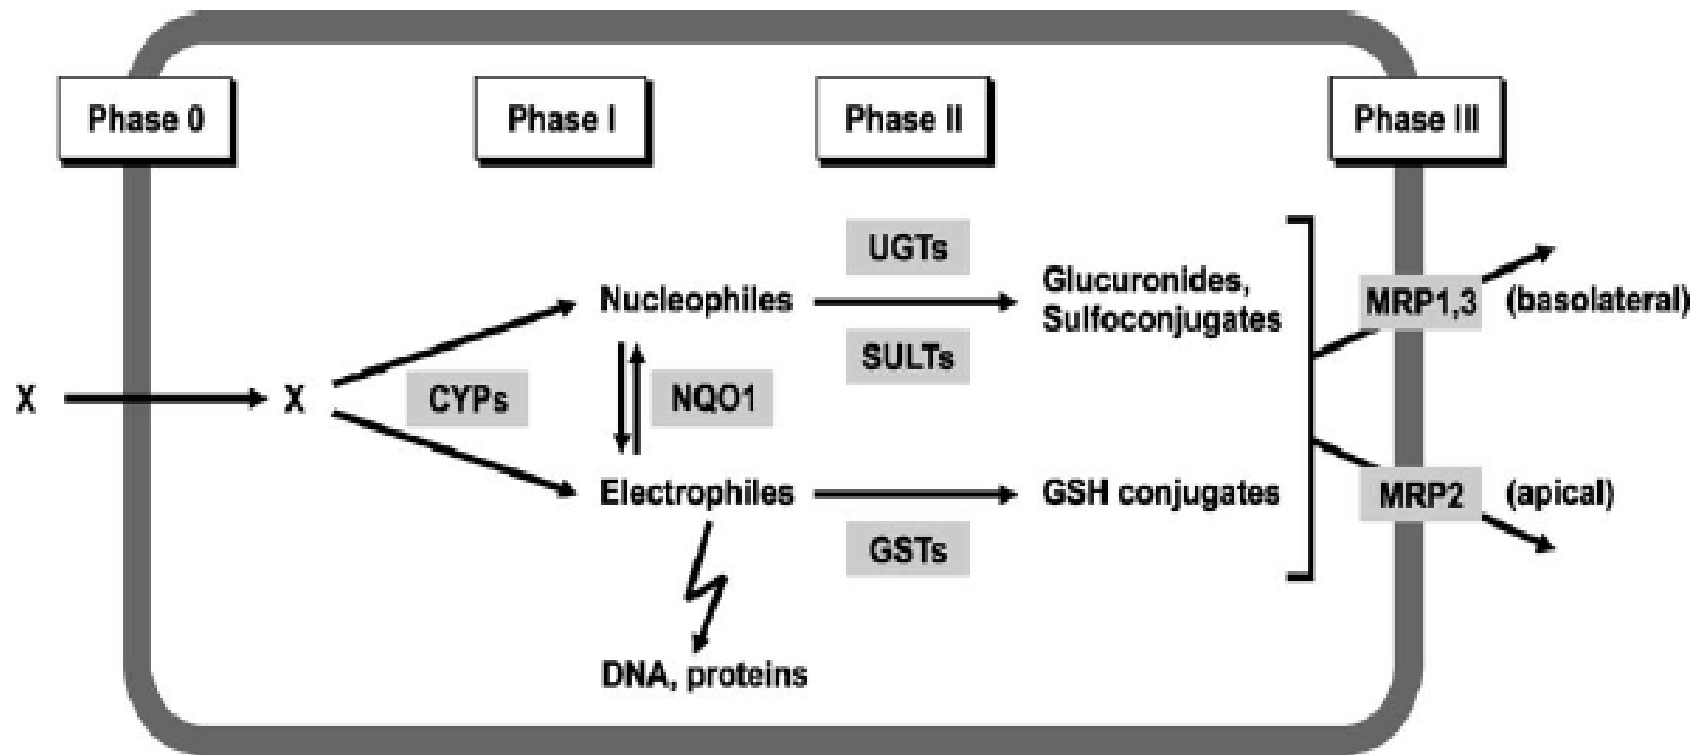 Phase 0
Phase I
Phase II
Phase III
UGTs
Nucleophiles
Glucuronides,
Sulfoconjugates
MRP1,3 (basolateral)
SULTs
X
X
CYPs
NQO1
Electrophiles
GSH conjugates
MRP2 (apical)
GSTs
DNA, proteins